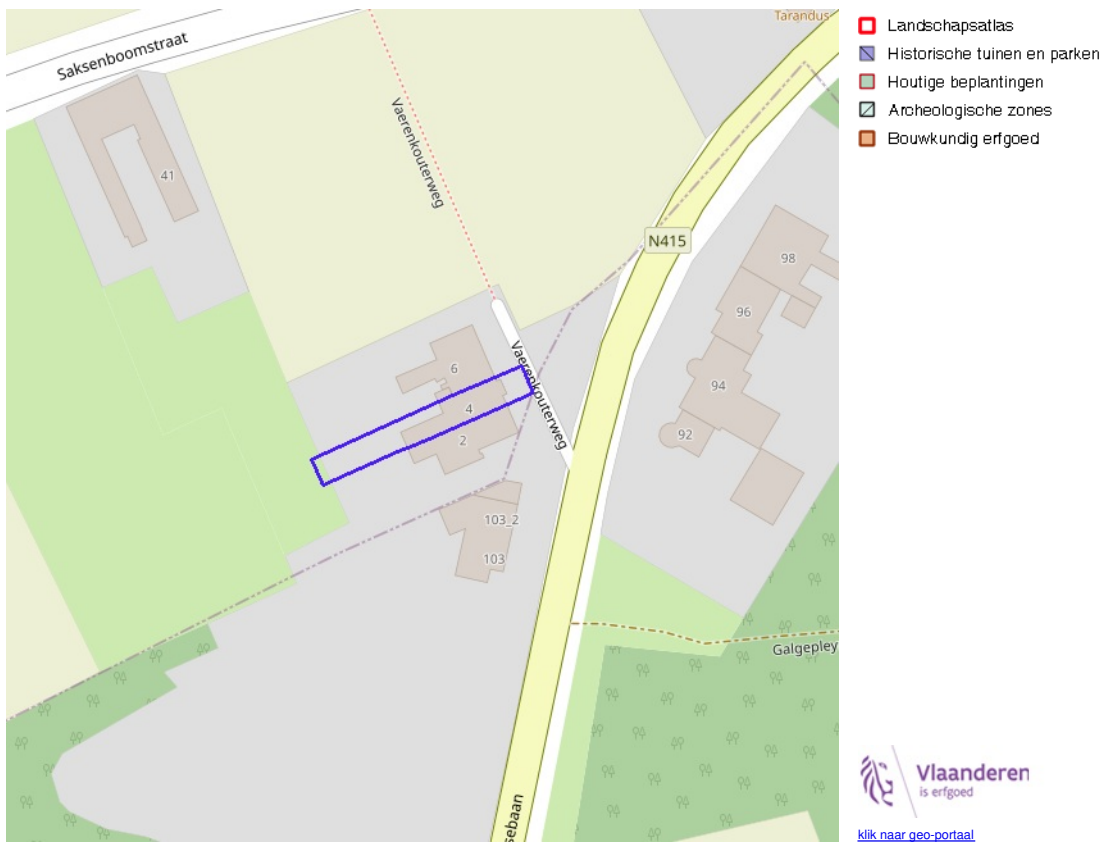 Tarandus
Saksenboomstraat
Vaerenkouterweg
41
N415
98
96
94
92
6
4
2
Vaerenkouterweg
103_2
103
Galgepley
sebaan
Landschapsatlas
Historische tuinen en parken
Houtige beplantingen
Archeologische zones
Bouwkundig erfgoed
Vlaanderen
is erfgoed
klik naar geo-portaal